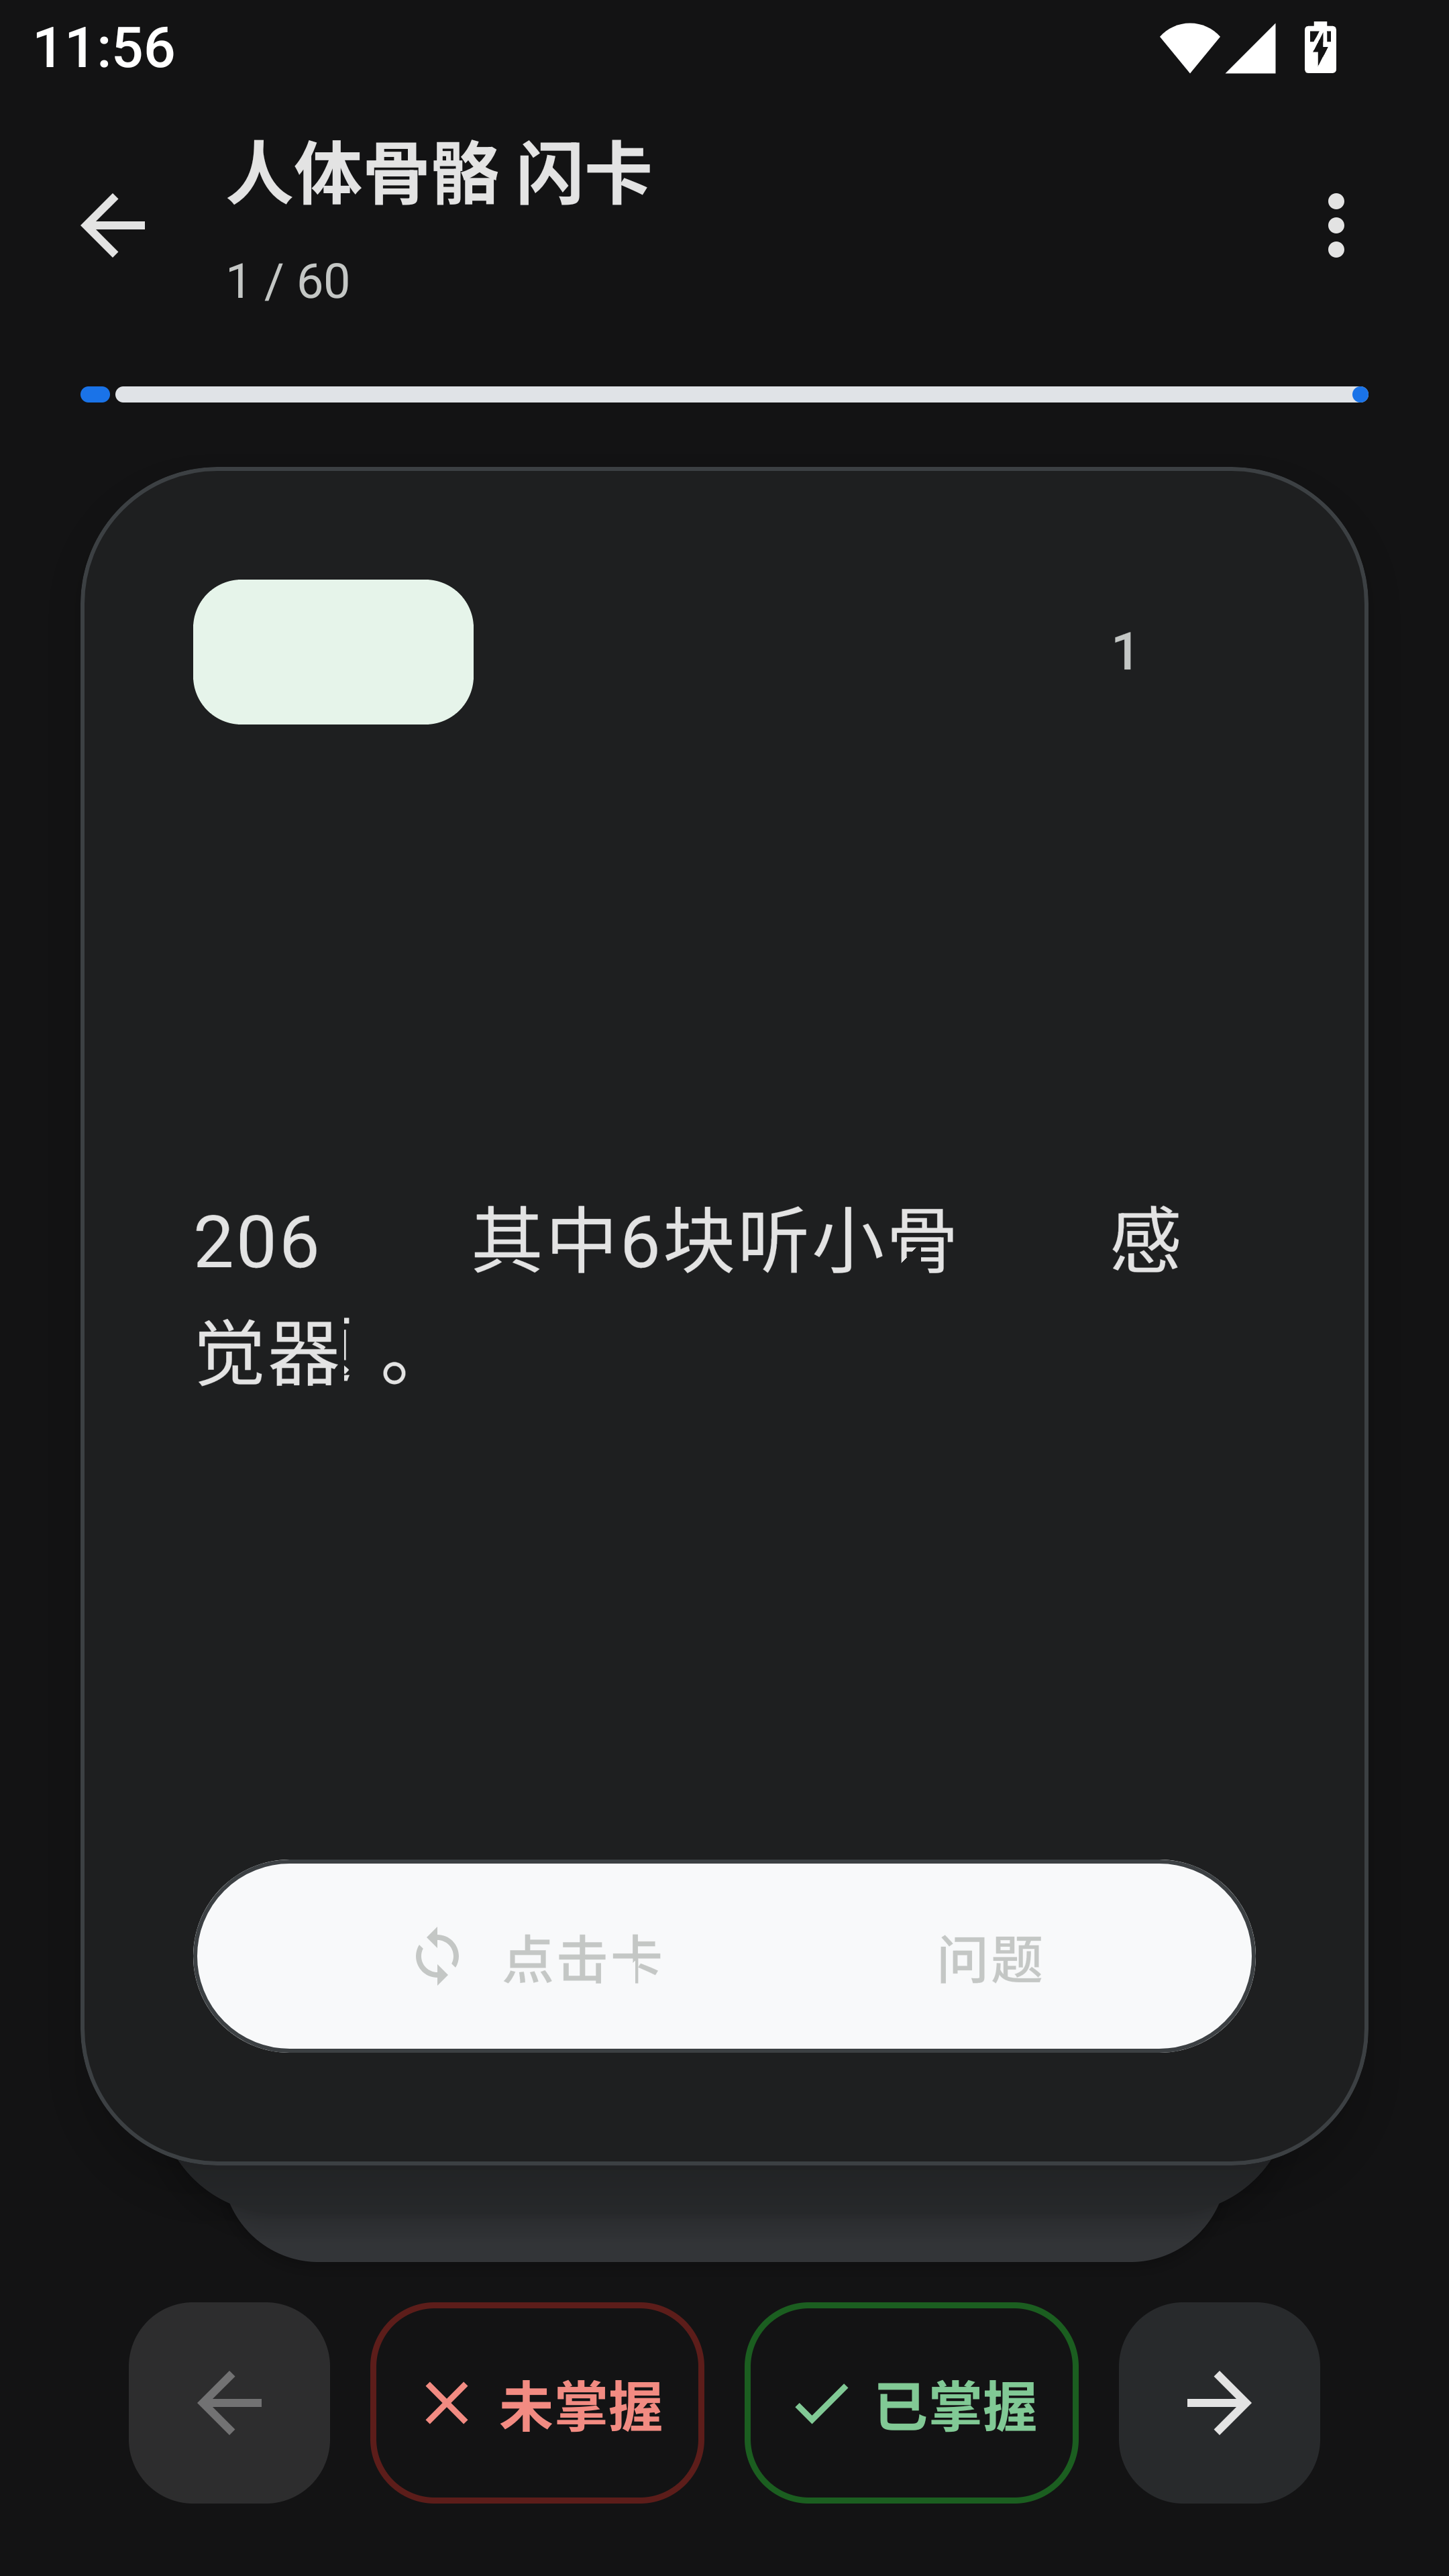 11:56
人体骨骼 闪卡
1 / 60
1
206 其中6块听小骨 感
觉器 。
点击卡 问题
未掌握
已掌握